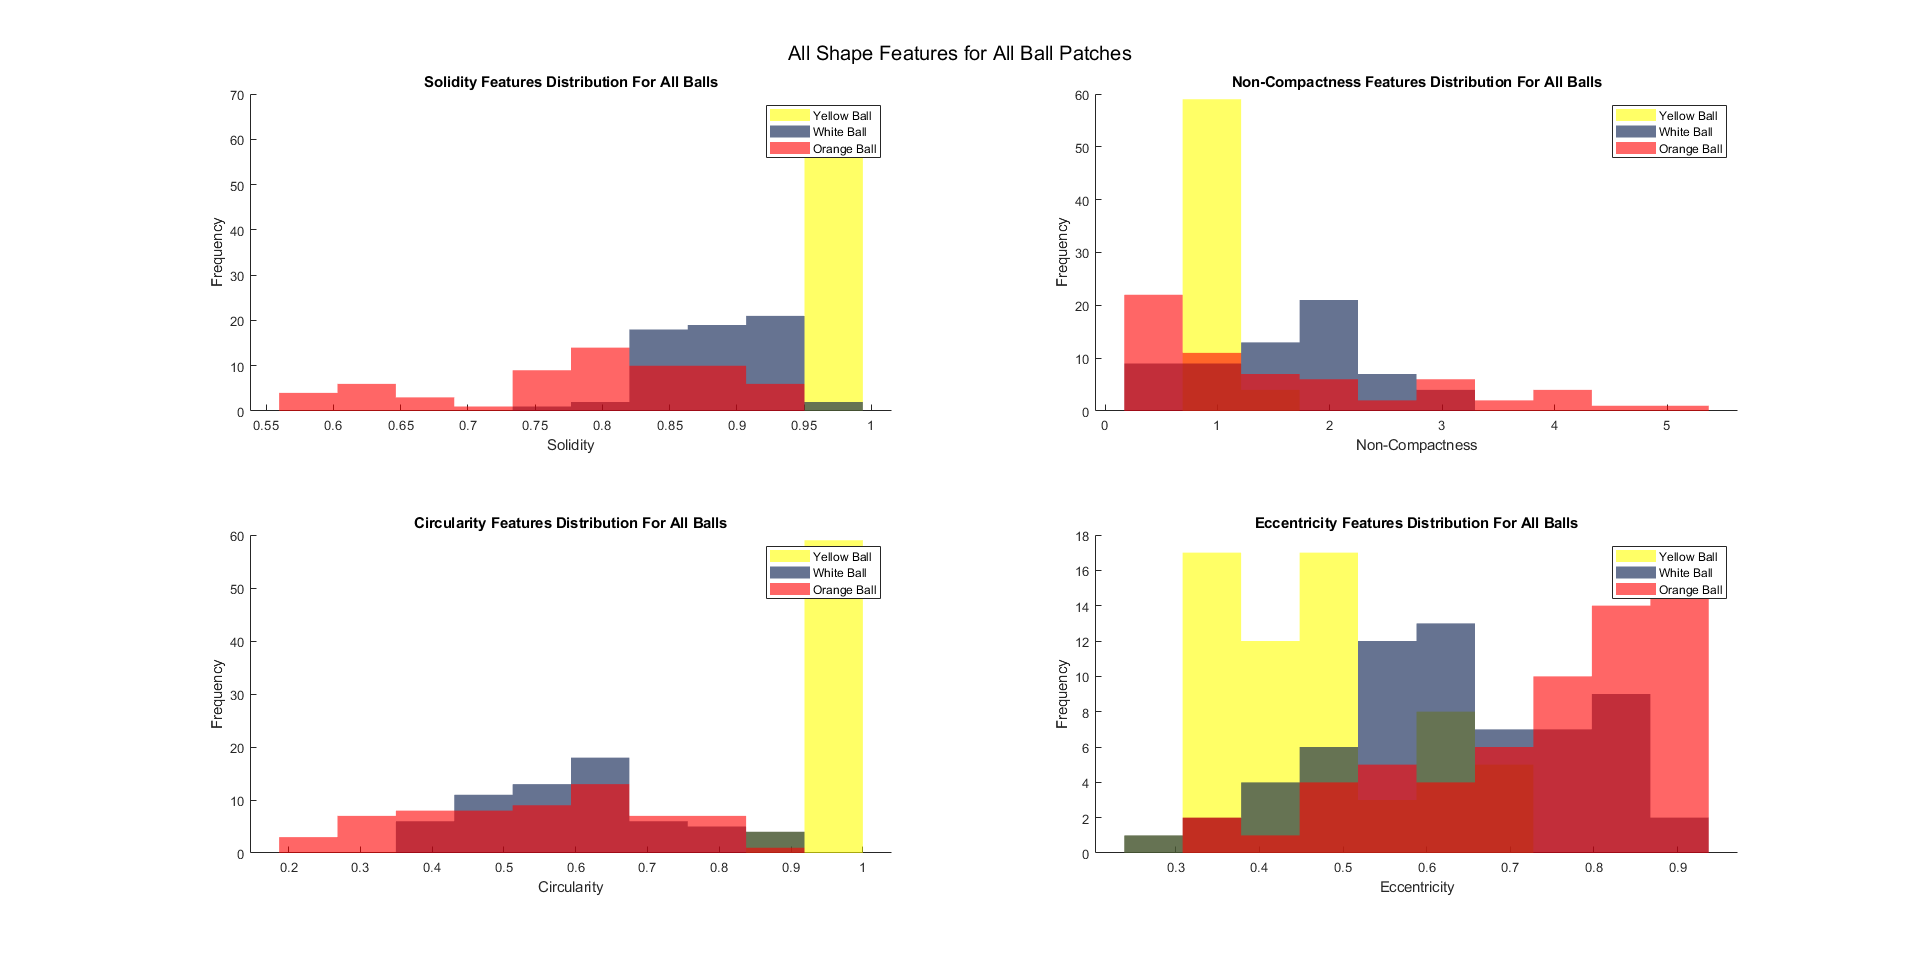 All Shape Features for All Ball Patches
Solidity Features Distribution For All Balls
70
60
50
40
30
20
10
0
Frequency
0.55 0.6 0.65 0.7 0.75 0.8 0.85 0.9 0.95 1
Solidity
Yellow Ball
White Ball
Orange Ball
Non-Compactness Features Distribution For All Balls
60
50
40
30
20
10
0
Frequency
0 1 2 3 4 5
Non-Compactness
Yellow Ball
White Ball
Orange Ball
Circularity Features Distribution For All Balls
60
50
40
30
20
10
0
Frequency
0.2 0.3 0.4 0.5 0.6 0.7 0.8 0.9 1
Circularity
Yellow Ball
White Ball
Orange Ball
Eccentricity Features Distribution For All Balls
18
16
14
12
10
8
6
4
2
0
Frequency
0.3 0.4 0.5 0.6 0.7 0.8 0.9
Eccentricity
Yellow Ball
White Ball
Orange Ball